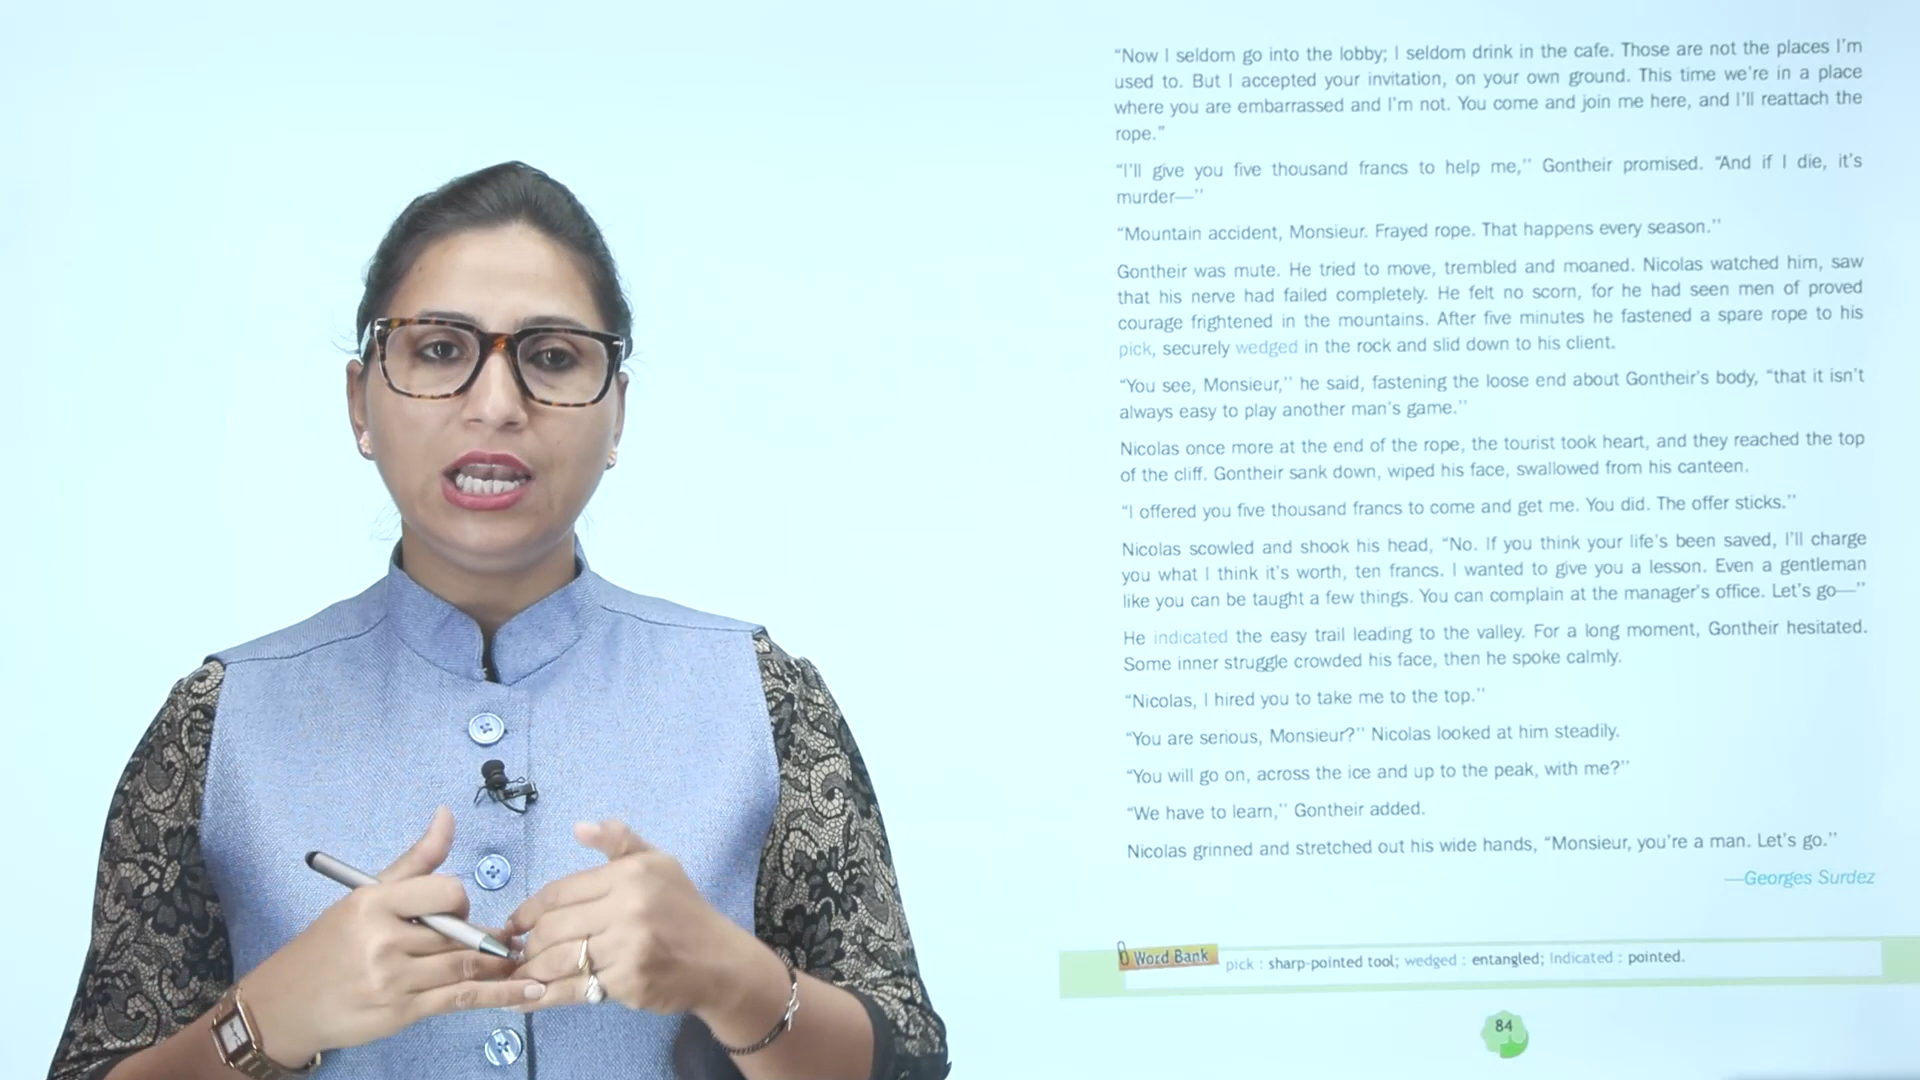 “Now I seldom go into the lobby; I seldom drink in the cafe. Those are not the places I’m
used to. But I accepted your invitation, on your own ground. This time we’re in a place
where you are embarrassed and I’m not. You come and join me here, and I’ll reattach the
rope.”
“I’ll give you five thousand francs to help me,’’ Gontheir promised. “And if I die, it’s
murder—’’
“Mountain accident, Monsieur. Frayed rope. That happens every season.’’
Gontheir was mute. He tried to move, trembled and moaned. Nicolas watched him, saw
that his nerve had failed completely. He felt no scorn, for he had seen men of proved
courage frightened in the mountains. After five minutes he fastened a spare rope to his
pick, securely wedged in the rock and slid down to his client.
“You see, Monsieur,’’ he said, fastening the loose end about Gontheir’s body, “that it isn’t
always easy to play another man’s game.’’
Nicolas once more at the end of the rope, the tourist took heart, and they reached the top
of the cliff. Gontheir sank down, wiped his face, swallowed from his canteen.
“I offered you five thousand francs to come and get me. You did. The offer sticks.’’
Nicolas scowled and shook his head, “No. If you think your life’s been saved, I’ll charge
you what I think it’s worth, ten francs. I wanted to give you a lesson. Even a gentleman
like you can be taught a few things. You can complain at the manager’s office. Let’s go—’’
He indicated the easy trail leading to the valley. For a long moment, Gontheir hesitated.
Some inner struggle crowded his face, then he spoke calmly.
“Nicolas, I hired you to take me to the top.’’
“You are serious, Monsieur?’’ Nicolas looked at him steadily.
“You will go on, across the ice and up to the peak, with me?’’
“We have to learn,’’ Gontheir added.
Nicolas grinned and stretched out his wide hands, “Monsieur, you’re a man. Let’s go.’’
—Georges Surdez
Word Bank pick : sharp-pointed tool; wedged : entangled; Indicated : pointed.
84